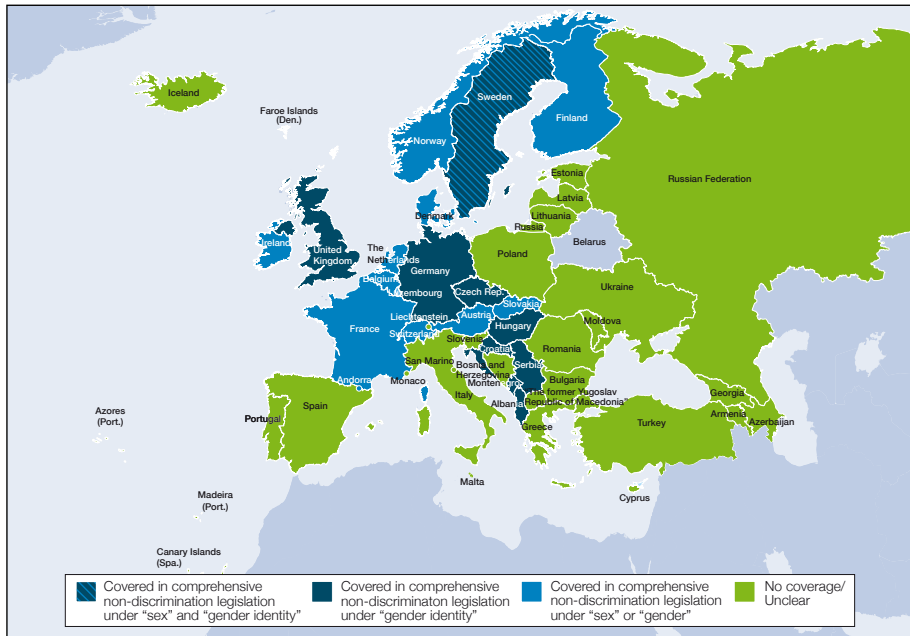 Iceland
Faroe Islands
(Den.)
Sweden
Norway
Finland
Russian Federation
Estonia
Latvia
Lithuania
Russia
Denmark
Belarus
Ireland
United
Kingdom
The
Netherlands
Belgium
Germany
Poland
Luxembourg
Czech Rep.
Ukraine
Slovakia
Liechtenstein
Austria
France
Switzerland
Hungary
Moldova
Slovenia
Croatia
Romania
San Marino
Bosnia and
Herzegovina
Serbia
Andorra
Monaco
Montenegro
Bulgaria
Italy
"The former Yugoslav
Republic of Macedonia"
Georgia
Albania
Armenia
Azerbaijan
Azores
(Port.)
Portugal
Spain
Greece
Turkey
Malta
Cyprus
Madeira
(Port.)
Canary Islands
(Spa.)
Covered in comprehensive
non-discrimination legislation
under "sex" and "gender identity"
Covered in comprehensive
non-discriminaton legislation
under "gender identity"
Covered in comprehensive
non-discrimination legislation
under "sex" or "gender"
No coverage/
Unclear